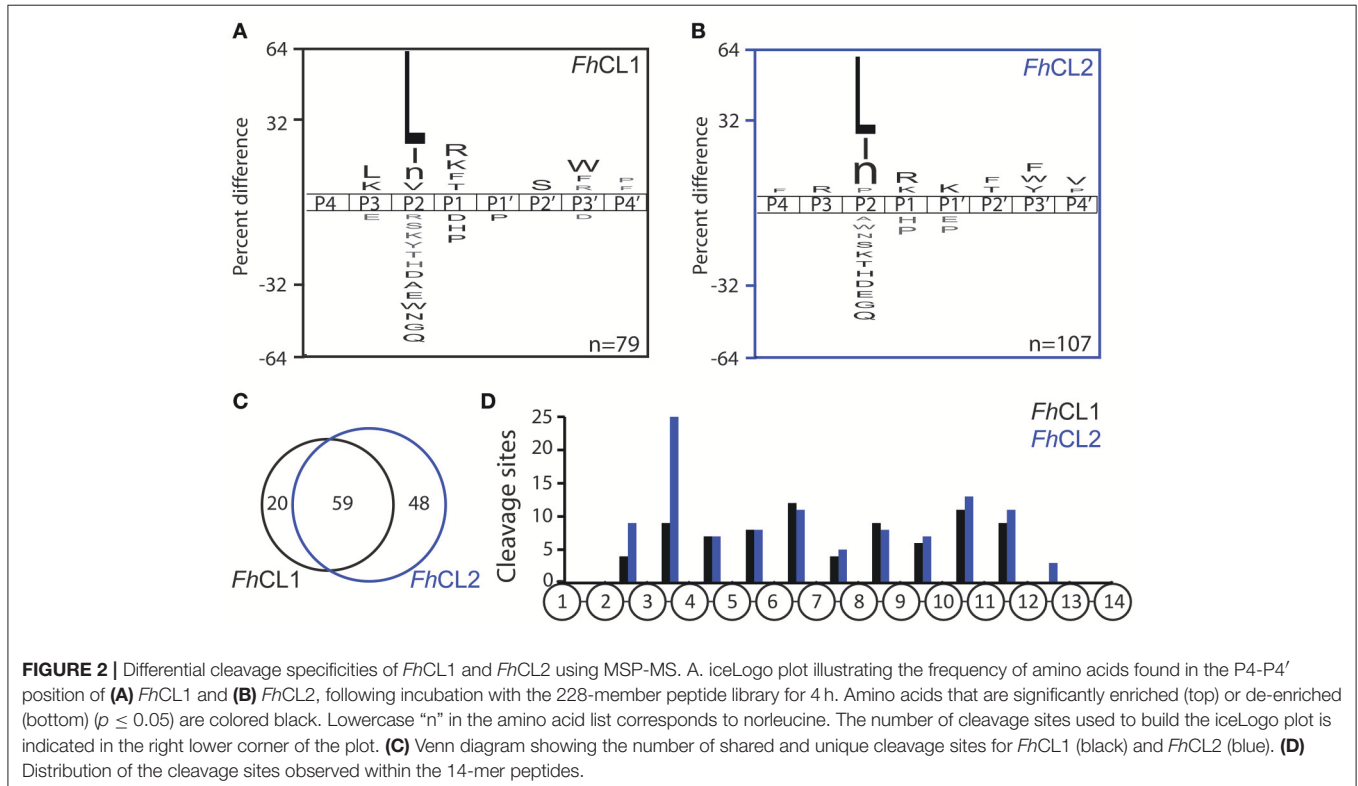 A
B
64
32
-32
-64
Percent difference
FhCL1
L
K
L
I
n
V
R
K
F
T
S
W
F
R
P
F
P4 P3 P2 P1 P1′ P2′ P3′ P4′
E
R
S
K
Y
T
H
D
A
E
W
N
G
Q
D
H
P
P
D
n=79
64
32
-32
-64
Percent difference
FhCL2
F
R
L
I
n
P
R
K
K
F
T
F
W
Y
V
P
P4 P3 P2 P1 P1′ P2′ P3′ P4′
A
W
N
S
K
T
H
D
E
G
Q
H
P
E
P
n=107
C
D
20 59 48
FhCL1 FhCL2
Cleavage sites
25
20
15
10
5
0
FhCL1
FhCL2
1 2 3 4 5 6 7 8 9 10 11 12 13 14
FIGURE 2 | Differential cleavage specificities of FhCL1 and FhCL2 using MSP-MS. A. iceLogo plot illustrating the frequency of amino acids found in the P4-P4′
position of (A) FhCL1 and (B) FhCL2, following incubation with the 228-member peptide library for 4 h. Amino acids that are significantly enriched (top) or de-enriched
(bottom) (p ≤ 0.05) are colored black. Lowercase “n” in the amino acid list corresponds to norleucine. The number of cleavage sites used to build the iceLogo plot is
indicated in the right lower corner of the plot. (C) Venn diagram showing the number of shared and unique cleavage sites for FhCL1 (black) and FhCL2 (blue). (D)
Distribution of the cleavage sites observed within the 14-mer peptides.